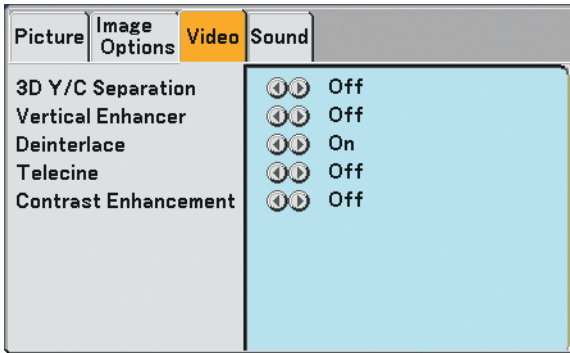 Picture Image Options Video Sound
3D Y/C Separation Off
Vertical Enhancer Off
Deinterlace On
Telecine Off
Contrast Enhancement Off